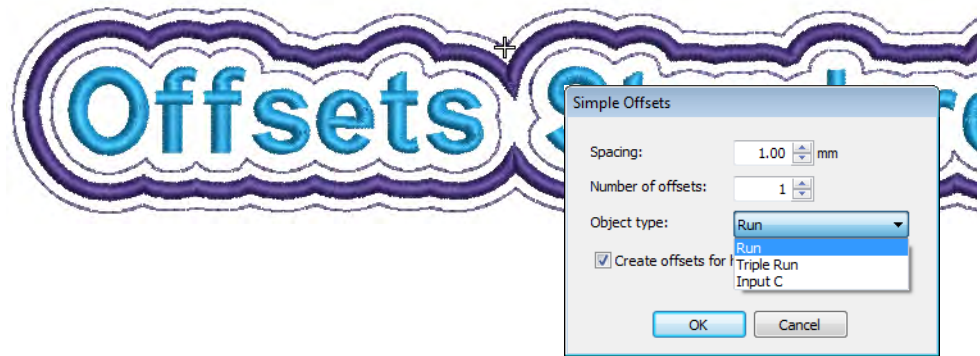 Offsets
Simple Offsets
Spacing: 1.00 mm
Number of offsets: 1
Object type: Run
Run
Create offsets for
Triple Run
Input C
OK Cancel